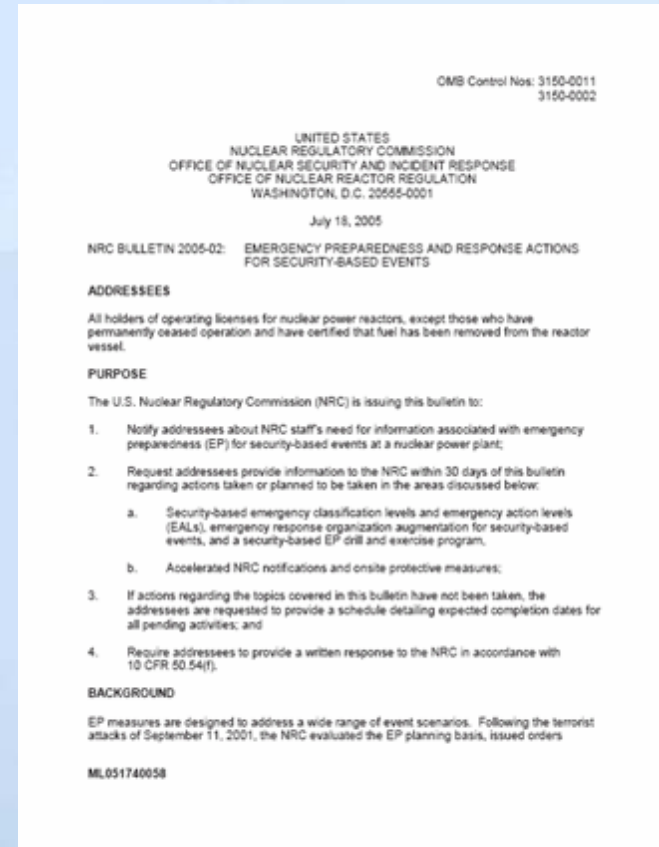 OMB Control Nos: 3150-0011
3150-0002
UNITED STATES
NUCLEAR REGULATORY COMMISSION
OFFICE OF NUCLEAR SECURITY AND INCIDENT RESPONSE
OFFICE OF NUCLEAR REACTOR REGULATION
WASHINGTON, D.C. 20555-0001
July 18, 2005
NRC BULLETIN 2005-02: EMERGENCY PREPAREDNESS AND RESPONSE ACTIONS
FOR SECURITY-BASED EVENTS
ADDRESSEES
All holders of operating licenses for nuclear power reactors, except those who have
permanently ceased operation and have certified that fuel has been removed from the reactor
vessel.
PURPOSE
The U.S. Nuclear Regulatory Commission (NRC) is issuing this bulletin to:
1. Notify addressees about NRC staff's need for information associated with emergency
preparedness (EP) for security-based events at a nuclear power plant;
2. Request addressees provide information to the NRC within 30 days of this bulletin
regarding actions taken or planned to be taken in the areas discussed below:
a. Security-based emergency classification levels and emergency action levels
(EALs), emergency response organization augmentation for security-based
events, and a security-based EP drill and exercise program,
b. Accelerated NRC notifications and onsite protective measures;
3. If actions regarding the topics covered in this bulletin have not been taken, the
addressees are requested to provide a schedule detailing expected completion dates for
all pending activities; and
4. Require addressees to provide a written response to the NRC in accordance with
10 CFR 50.54(f).
BACKGROUND
EP measures are designed to address a wide range of event scenarios. Following the terrorist
attacks of September 11, 2001, the NRC evaluated the EP planning basis, issued orders
ML051740058